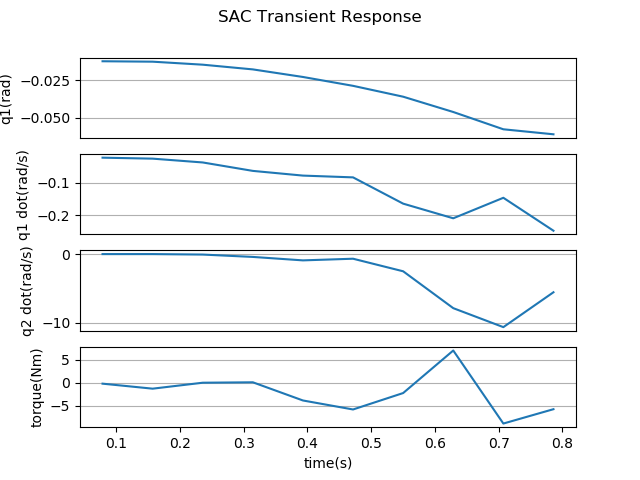 SAC Transient Response
q1(rad)
−0.025
−0.050
q1 dot(rad/s)
−0.1
−0.2
q2 dot(rad/s)
0
−10
torque(Nm)
5
0
−5
0.1 0.2 0.3 0.4 0.5 0.6 0.7 0.8
time(s)